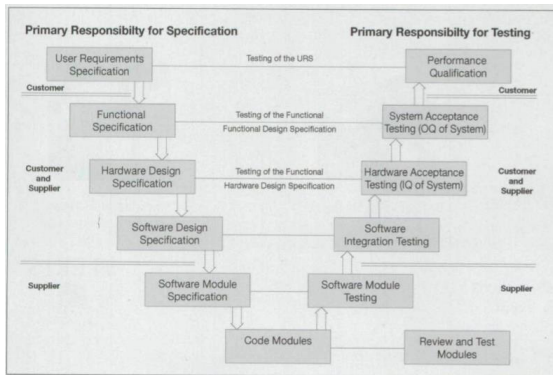 Primary Responsibilty for Specification
Primary Responsibilty for Testing
User Requirements
Specification
Testing of the URS
Performance
Qualification
Customer
Customer
Functional
Specification
Testing of the Functional
Functional Design Specification
System Acceptance
Testing (OQ of System)
Customer
and
Supplier
Hardware Design
Specification
Testing of the Functional
Hardware Design Specification
Hardware Acceptance
Testing (IQ of System)
Customer
and
Supplier
Software Design
Specification
Software
Integration Testing
Supplier
Software Module
Specification
Software Module
Testing
Supplier
Code Modules
Review and Test
Modules